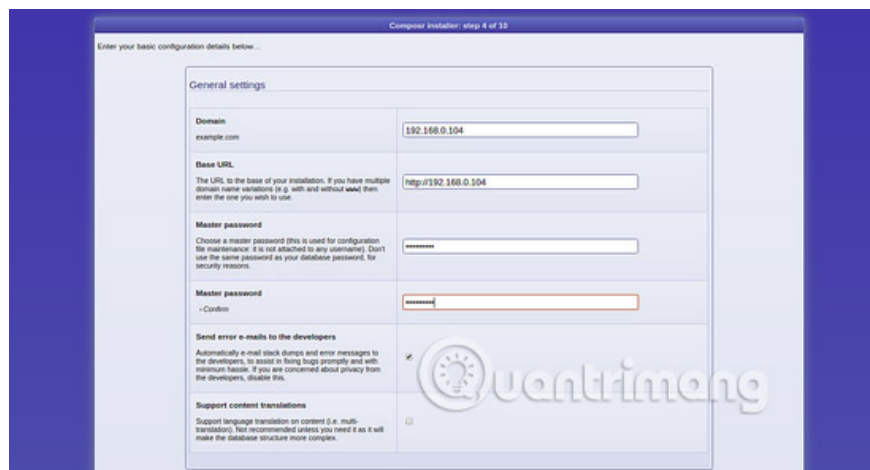 Composr installer: step 4 of 10
Enter your basic configuration details below...
General settings
Domain
example.com
192.168.0.104
Base URL
The URL to the base of your installation. If you have multiple
domain name variations (e.g. with and without www) then
enter the one you wish to use.
http://192.168.0.104
Master password
Choose a master password (this is used for configuration
file maintenance: it is not attached to any username). Don't
use the same password as your database password, for
security reasons.
Master password
Confirm
Send error e-mails to the developers
Automatically e-mail stack dumps and error messages to
the developers, to assist in fixing bugs promptly and with
minimum hassle. If you are concerned about privacy from
the developers, disable this.
Quantrimang
Support content translations
Support language translation on content (i.e. multi-
translation). Not recommended unless you need it as it will
make the database structure more complex.